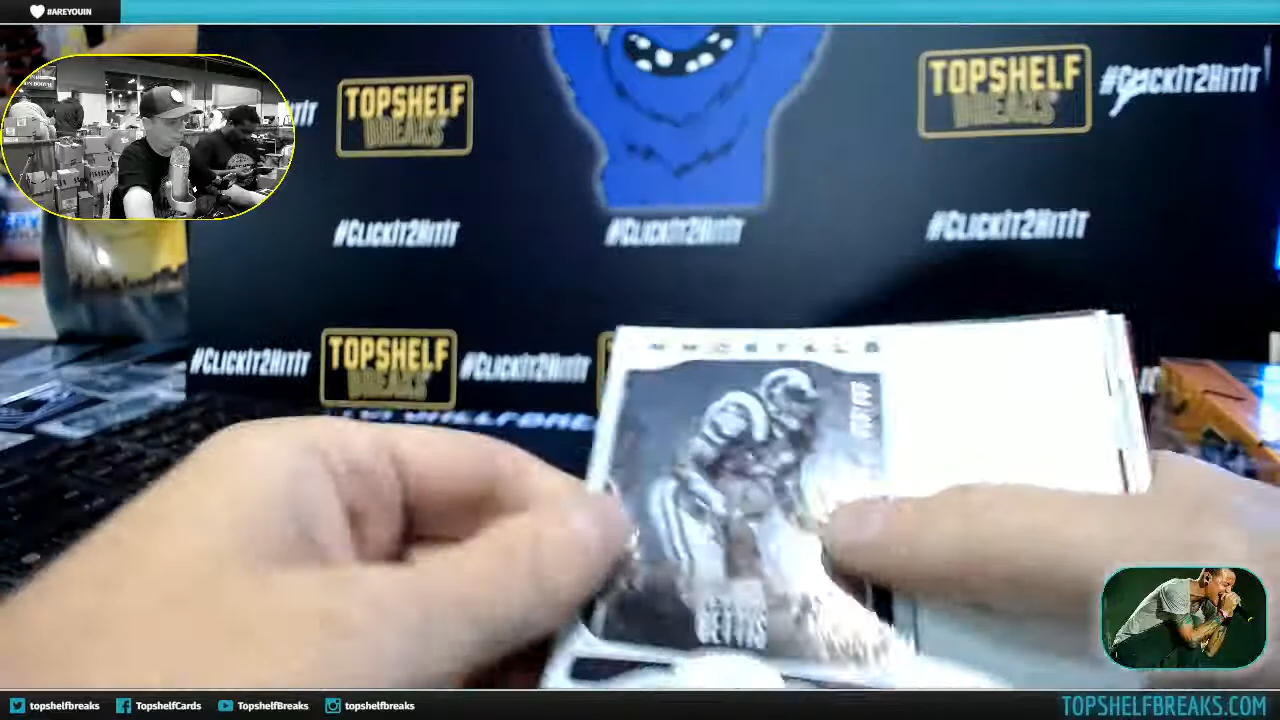 #AREYOUIN
TOPSHELF
BREAKS
TOPSHELF
BREAKS
#CLICKIT2HITIT
#CLICKIT2HITIT
#CLICKIT2HITIT
#CLICKIT2HITIT
#CLICKIT2HITIT
TOPSHELF
BREAKS
#CLICKIT2HITIT
IMMORTALS
BETTIS
topshelfbreaks
TopshelfCards
TopshelfBreaks
topshelfbreaks
TOPSHELFBREAKS.COM